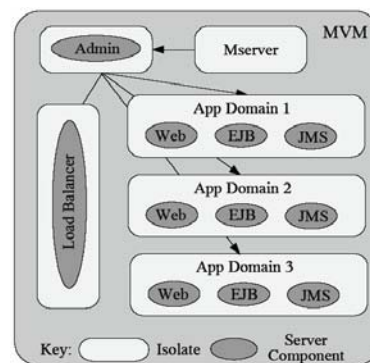 MVM
Admin
Mserver
App Domain 1
Web EJB JMS
Load Balancer
App Domain 2
Web EJB JMS
App Domain 3
Web EJB JMS
Key: Isolate Server Component